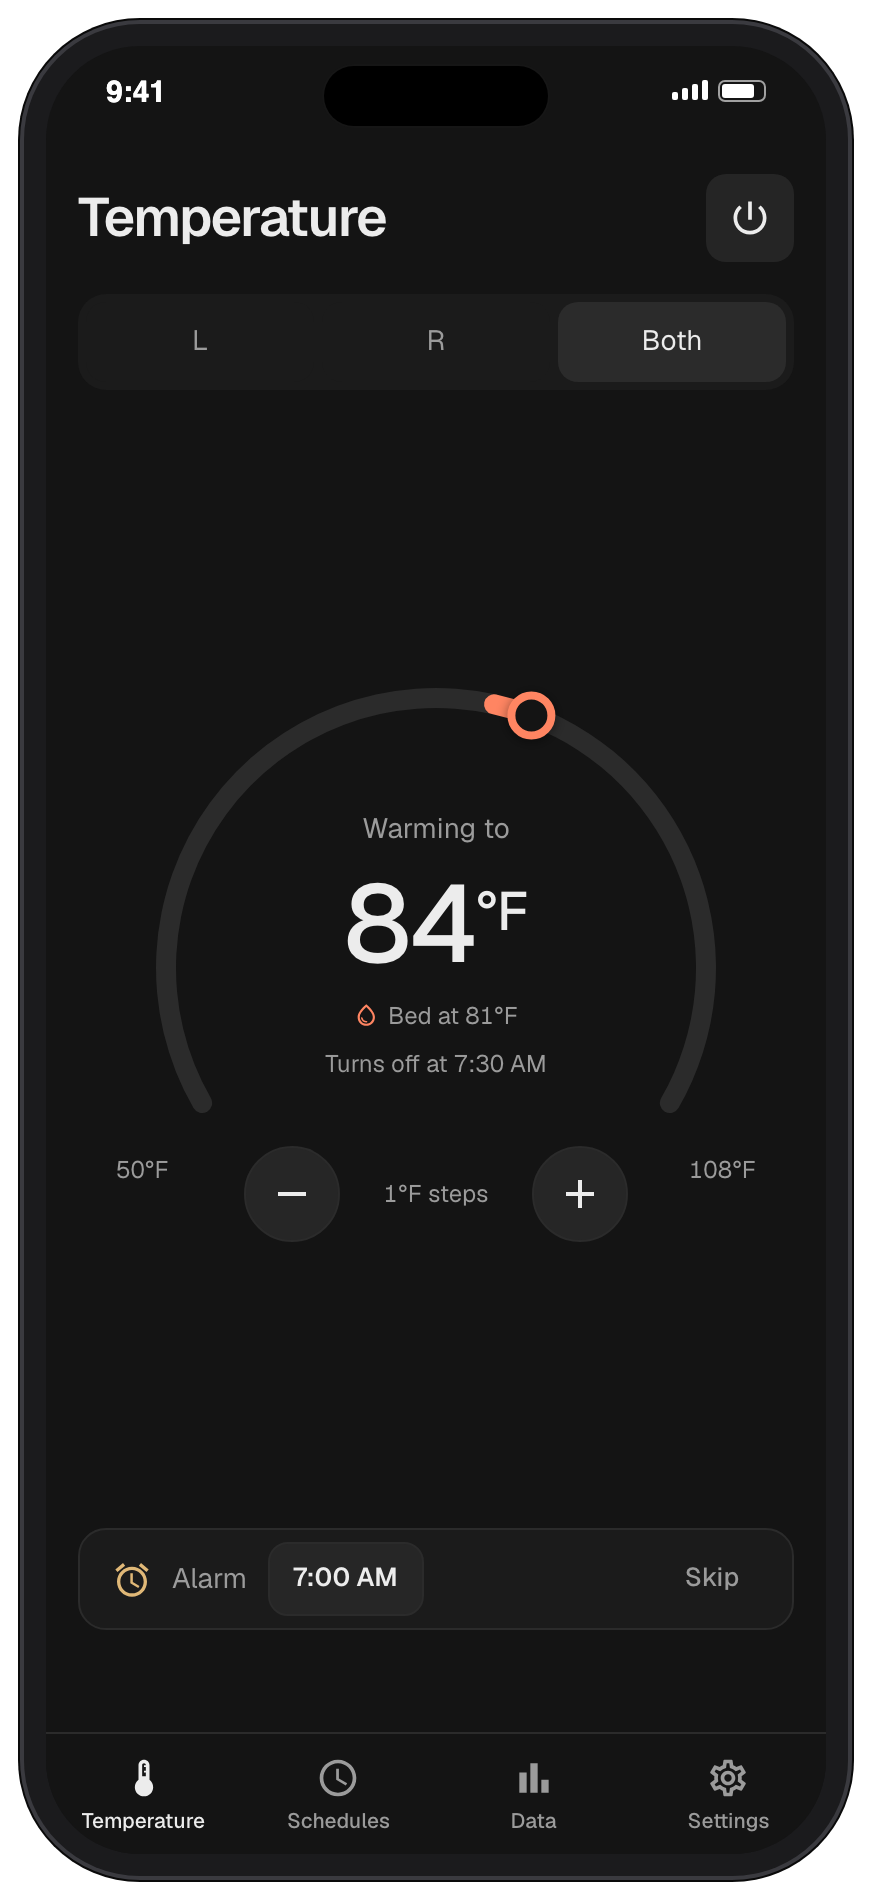 9:41
Temperature
L R Both
Warming to
84°F
Bed at 81°F
Turns off at 7:30 AM
50°F 1°F steps 108°F
Alarm 7:00 AM Skip
Temperature Schedules Data Settings